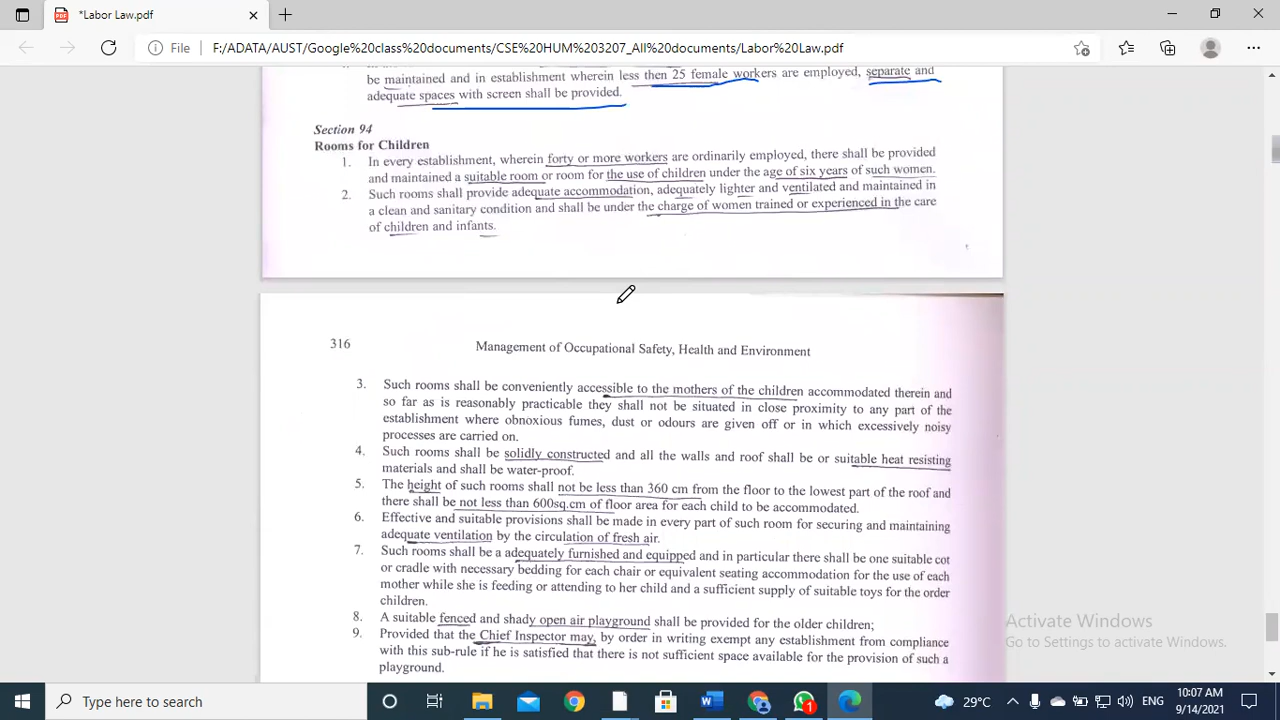 *Labor Law.pdf
File F:/ADATA/AUST/Google%20class%20documents/CSE%20HUM%203207_All%20documents/Labor%20Law.pdf
be maintained and in establishment wherein less then 25 female workers are employed, separate and
adequate spaces with screen shall be provided.
Section 94
Rooms for Children
1. In every establishment, wherein forty or more workers are ordinarily employed, there shall be provided
and maintained a suitable room or room for the use of children under the age of six years of such women.
2. Such rooms shall provide adequate accommodation, adequately lighter and ventilated and maintained in
a clean and sanitary condition and shall be under the charge of women trained or experienced in the care
of children and infants.
316 Management of Occupational Safety, Health and Environment
3. Such rooms shall be conveniently accessible to the mothers of the children accommodated therein and
so far as is reasonably practicable they shall not be situated in close proximity to any part of the
establishment where obnoxious fumes, dust or odours are given off or in which excessively noisy
processes are carried on.
4. Such rooms shall be solidly constructed and all the walls and roof shall be or suitable heat resisting
materials and shall be water-proof.
5. The height of such rooms shall not be less than 360 cm from the floor to the lowest part of the roof and
there shall be not less than 600sq.cm of floor area for each child to be accommodated.
6. Effective and suitable provisions shall be made in every part of such room for securing and maintaining
adequate ventilation by the circulation of fresh air.
7. Such rooms shall be a adequately furnished and equipped and in particular there shall be one suitable cot
or cradle with necessary bedding for each chair or equivalent seating accommodation for the use of each
mother while she is feeding or attending to her child and a sufficient supply of suitable toys for the order
children.
8. A suitable fenced and shady open air playground shall be provided for the older children;
9. Provided that the Chief Inspector may, by order in writing exempt any establishment from compliance
with this sub-rule if he is satisfied that there is not sufficient space available for the provision of such a
playground.
Activate Windows
Go to Settings to activate Windows.
Type here to search
1
29°C
ENG
10:07 AM
9/14/2021